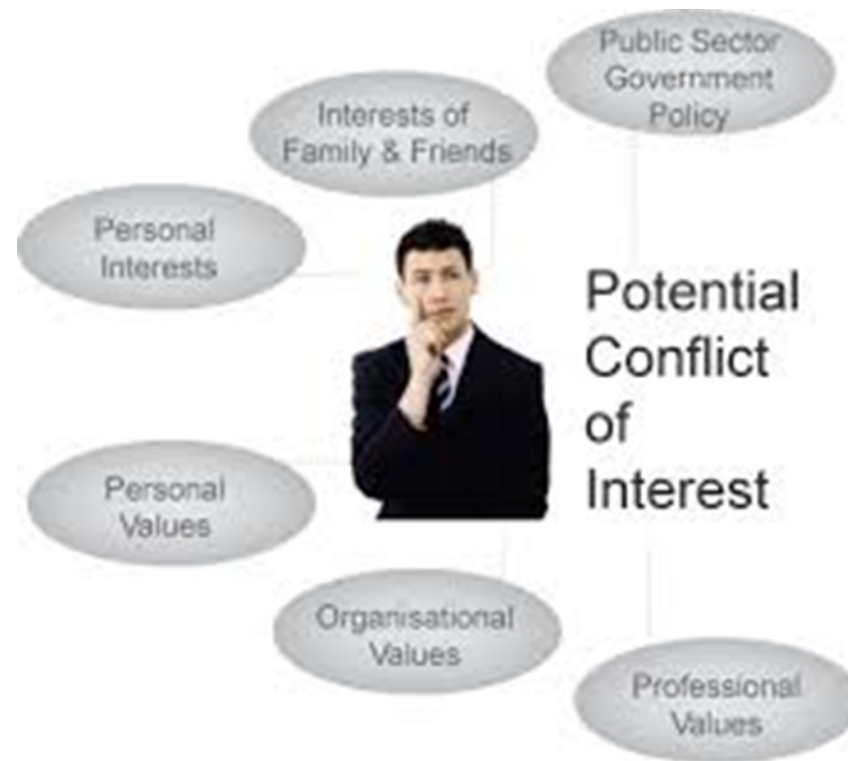 Public Sector
Government
Policy
Interests of
Family & Friends
Personal
Interests
Potential
Conflict
of
Interest
Personal
Values
Organisational
Values
Professional
Values